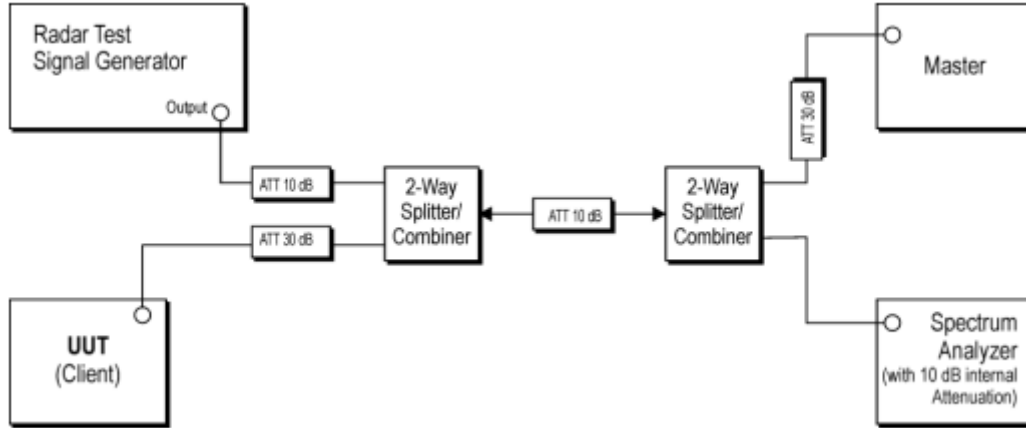 Radar Test
Signal Generator
Output
Master
ATT 30 dB
ATT 10 dB
2-Way
Splitter/
Combiner
ATT 10 dB
2-Way
Splitter/
Combiner
ATT 30 dB
UUT
(Client)
Spectrum
Analyzer
(with 10 dB internal
Attenuation)